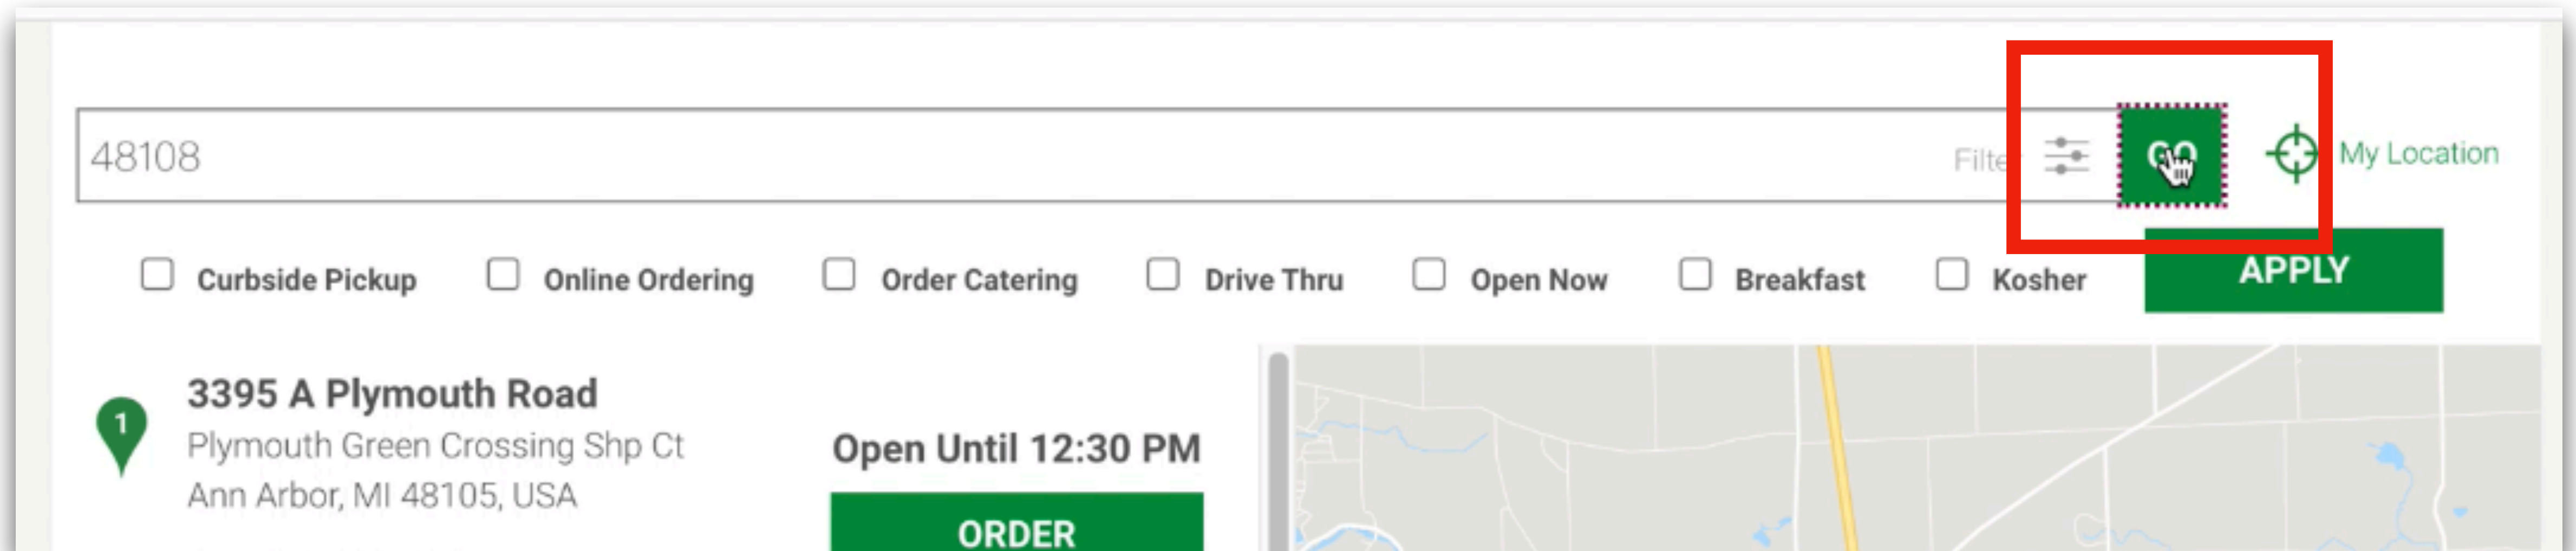 48108
Filter
GO
My Location
Curbside Pickup
Online Ordering
Order Catering
Drive Thru
Open Now
Breakfast
Kosher
APPLY
1
3395 A Plymouth Road
Plymouth Green Crossing Shp Ct
Ann Arbor, MI 48105, USA
Open Until 12:30 PM
ORDER